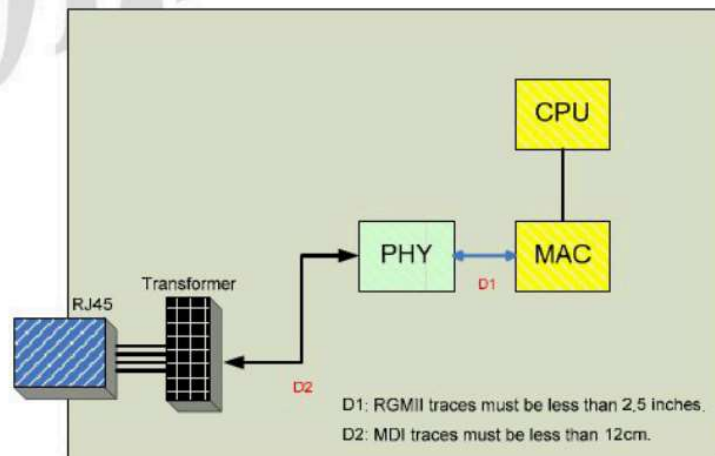 CPU
PHY
MAC
D1
Transformer
RJ45
D2
D1: RGMII traces must be less than 2,5 inches.
D2: MDI traces must be less than 12cm.